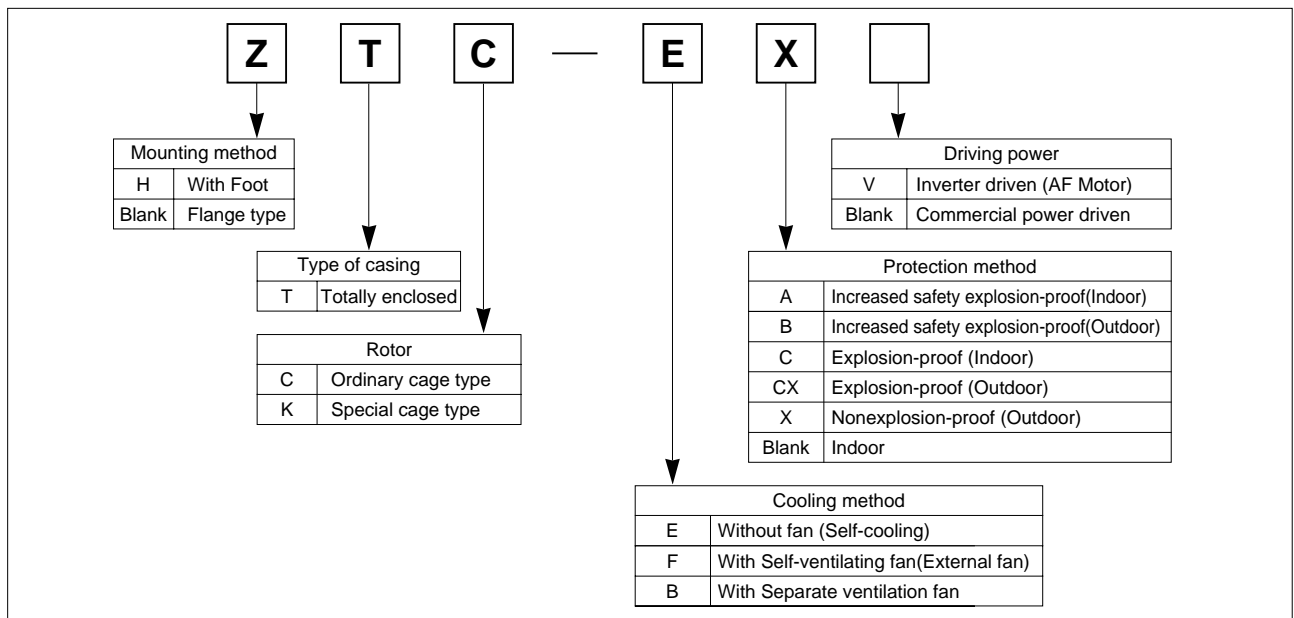 Z T C — E X
Mounting method
H With Foot
Blank Flange type
Driving power
V Inverter driven (AF Motor)
Blank Commercial power driven
Type of casing
T Totally enclosed
Protection method
A Increased safety explosion-proof(Indoor)
B Increased safety explosion-proof(Outdoor)
C Explosion-proof (Indoor)
CX Explosion-proof (Outdoor)
X Nonexplosion-proof (Outdoor)
Blank Indoor
Rotor
C Ordinary cage type
K Special cage type
Cooling method
E Without fan (Self-cooling)
F With Self-ventilating fan(External fan)
B With Separate ventilation fan